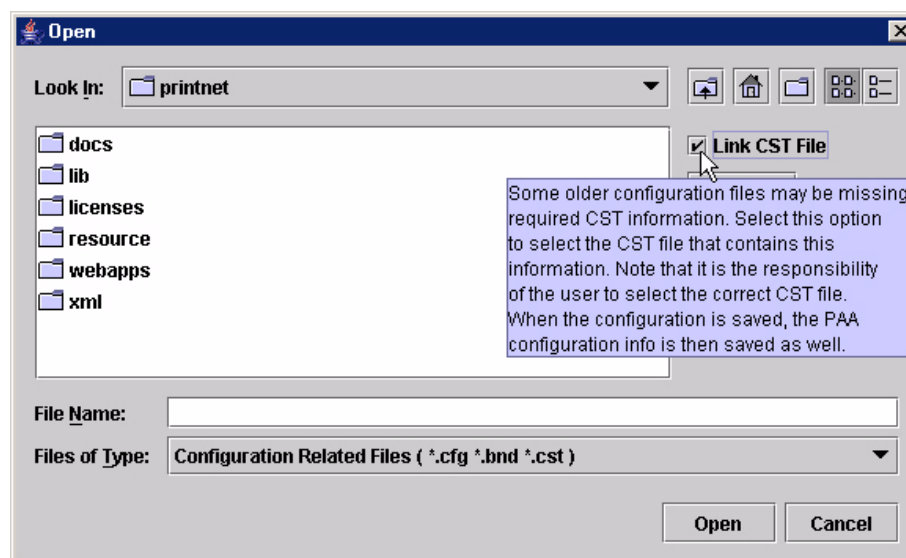 Open
Look In:
printnet
docs
lib
licenses
resource
webapps
xml
Link CST File
Some older configuration files may be missing
required CST information. Select this option
to select the CST file that contains this
information. Note that it is the responsibility
of the user to select the correct CST file.
When the configuration is saved, the PAA
configuration info is then saved as well.
File Name:
Files of Type:
Configuration Related Files ( *.cfg *.bnd *.cst )
Open
Cancel